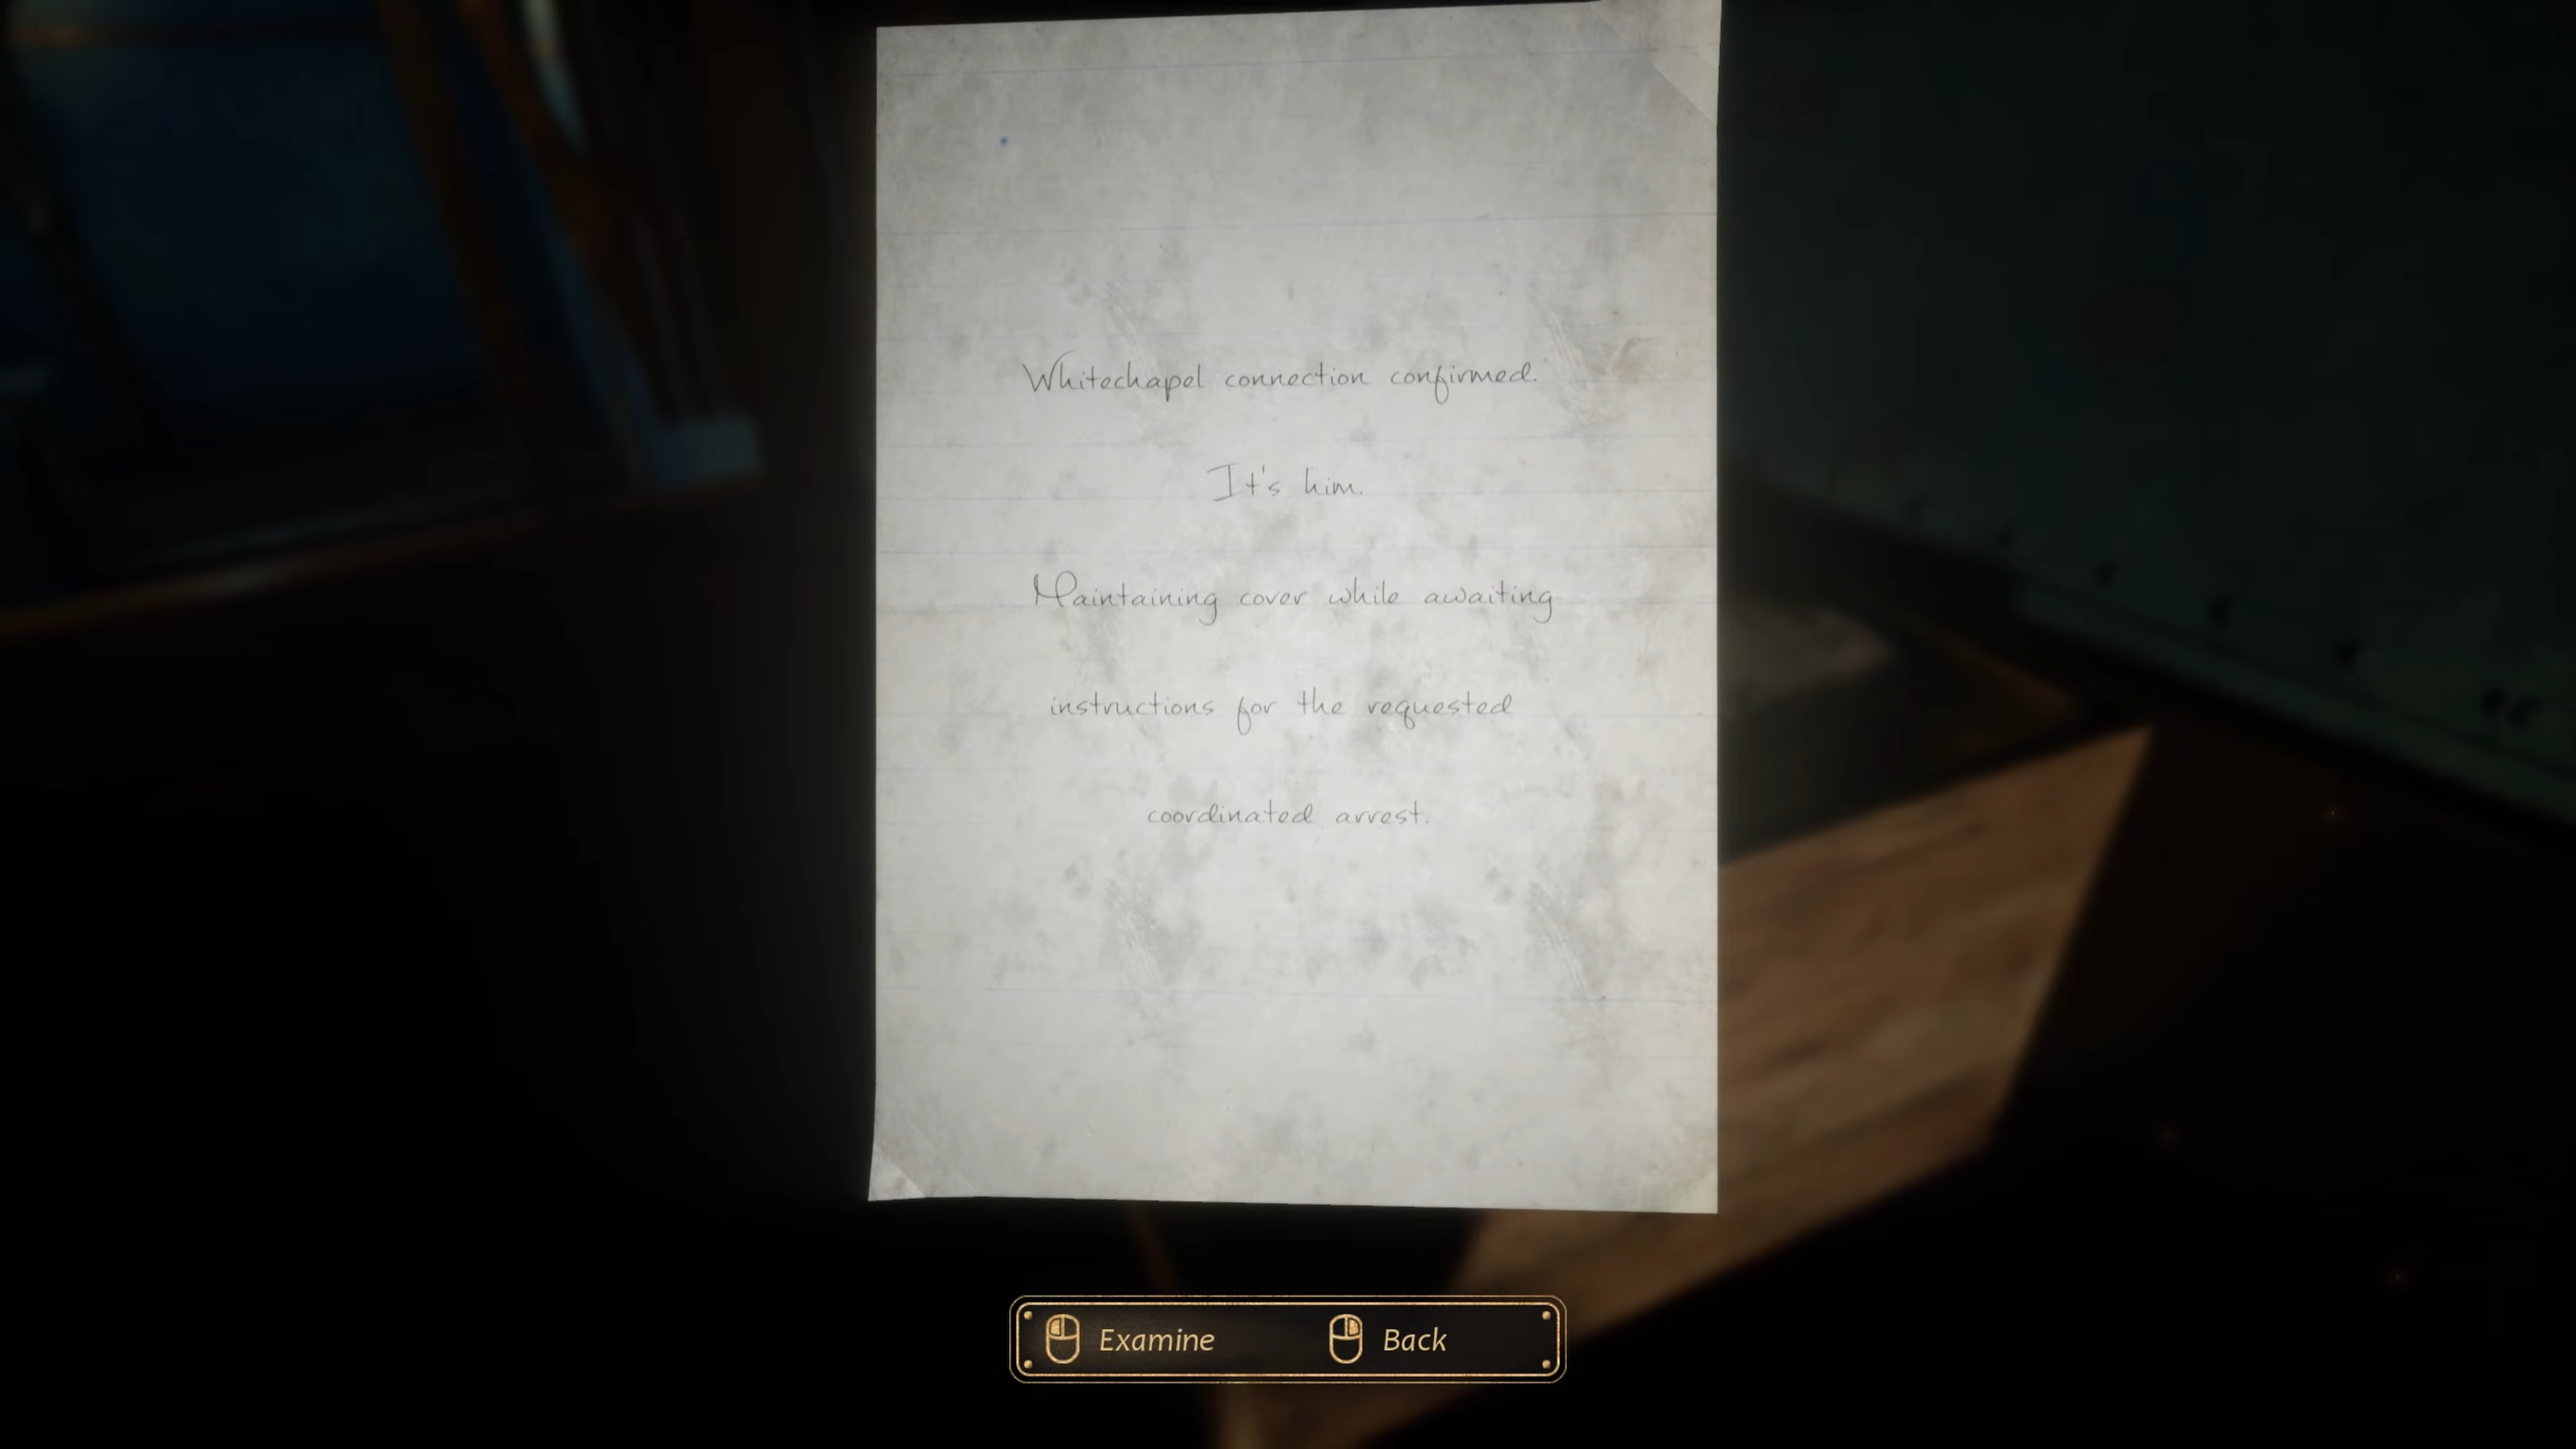 Whitechapel connection confirmed.
It's him.
Maintaining cover while awaiting
instructions for the requested
coordinated arrest.
Examine
Back